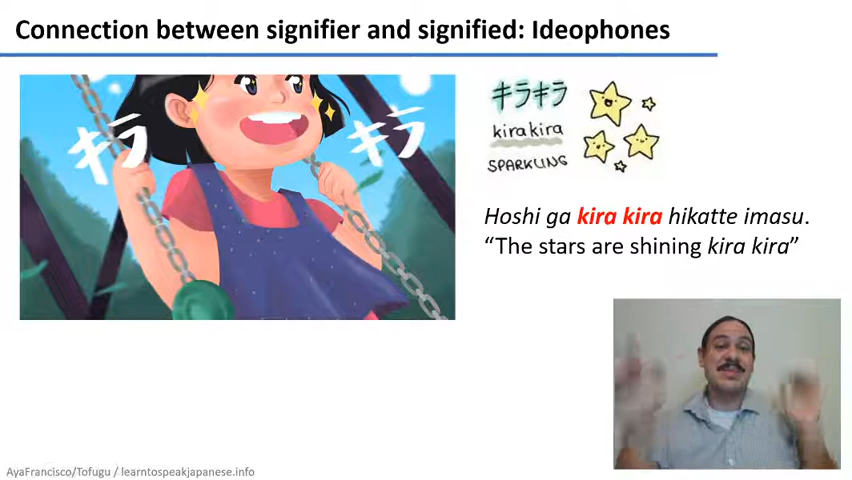 Connection between signifier and signified: Ideophones
キラ
キラ
キラキラ
kirakira
SPARKLING
Hoshi ga kira kira hikatte imasu.
“The stars are shining kira kira”
AyaFrancisco/Tofugu / learntospeakjapanese.info